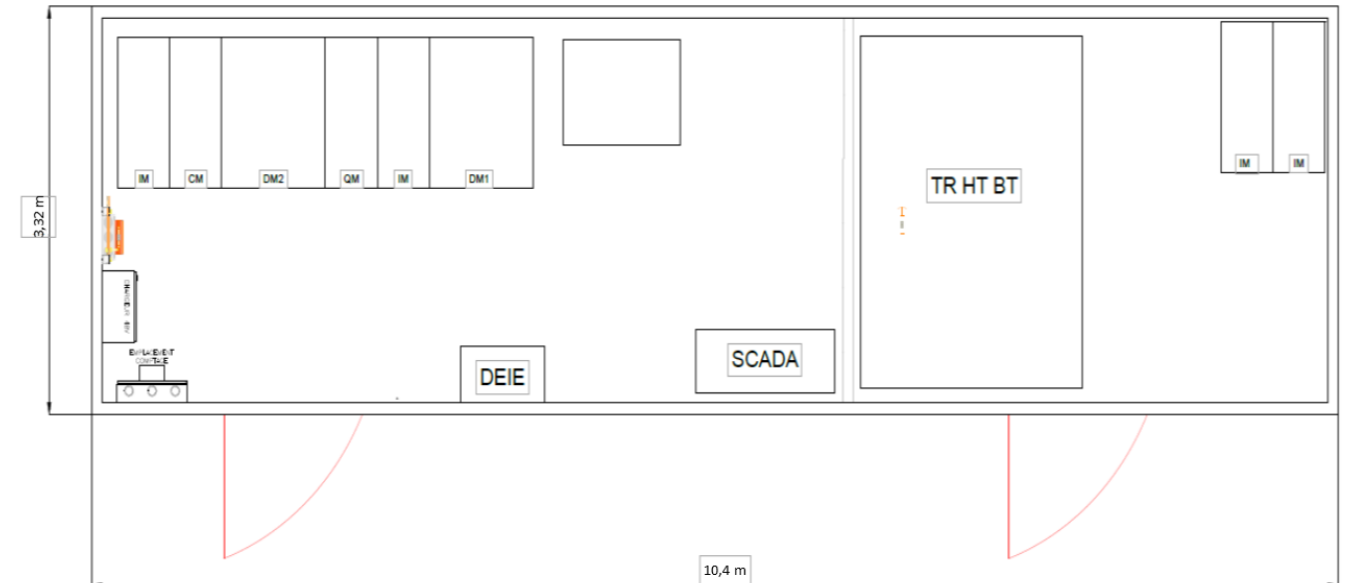 IM
CM
DM2
QM
IM
DM1
IM
IM
TR HT BT
3,32 m
EMPLACEMENT
COMPTAGE
DEIE
SCADA
10,4 m